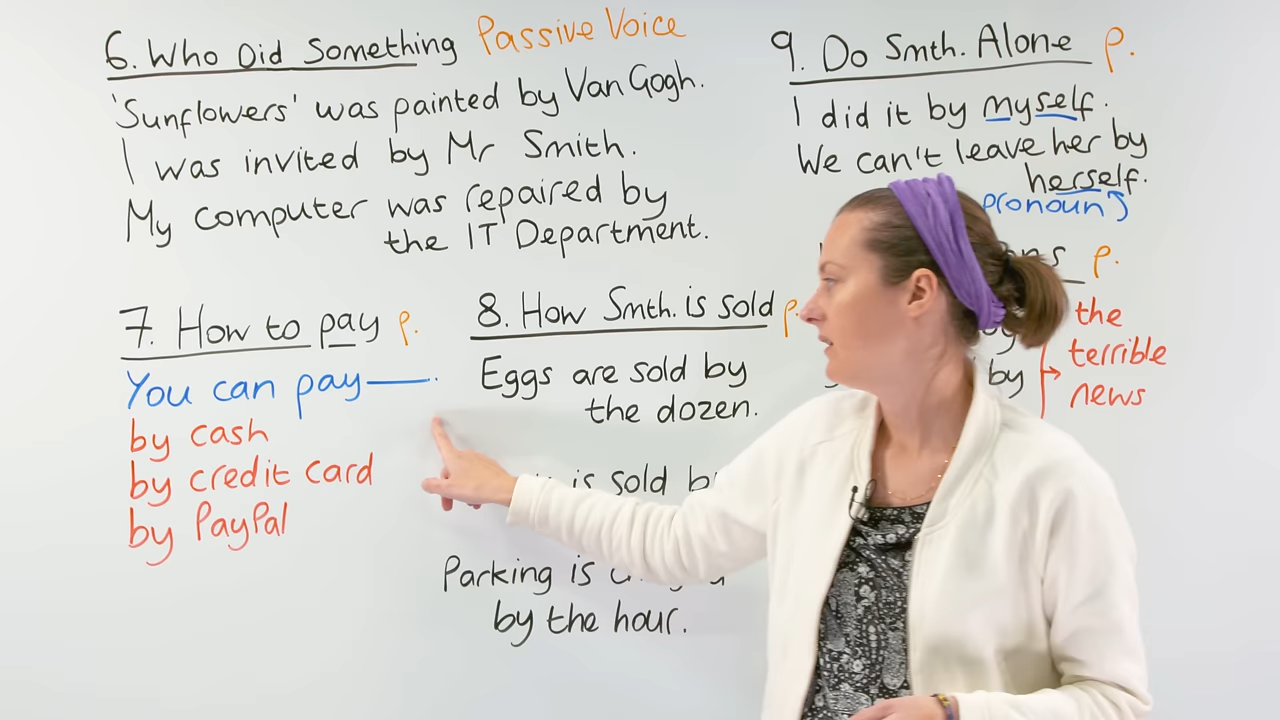 6. Who Did Something Passive Voice
'Sunflowers' was painted by Van Gogh.
I was invited by Mr Smith.
My computer was repaired by
the IT Department.
7. How to pay p.
You can pay
by cash
by credit card
by PayPal
8. How Smth. is sold p.
Eggs are sold by
the dozen.
is sold
Parking is
by the hour.
9. Do Smth. Alone p.
I did it by myself.
We can't leave her by
herself.
pronoun
p.
by
by
the
terrible
news